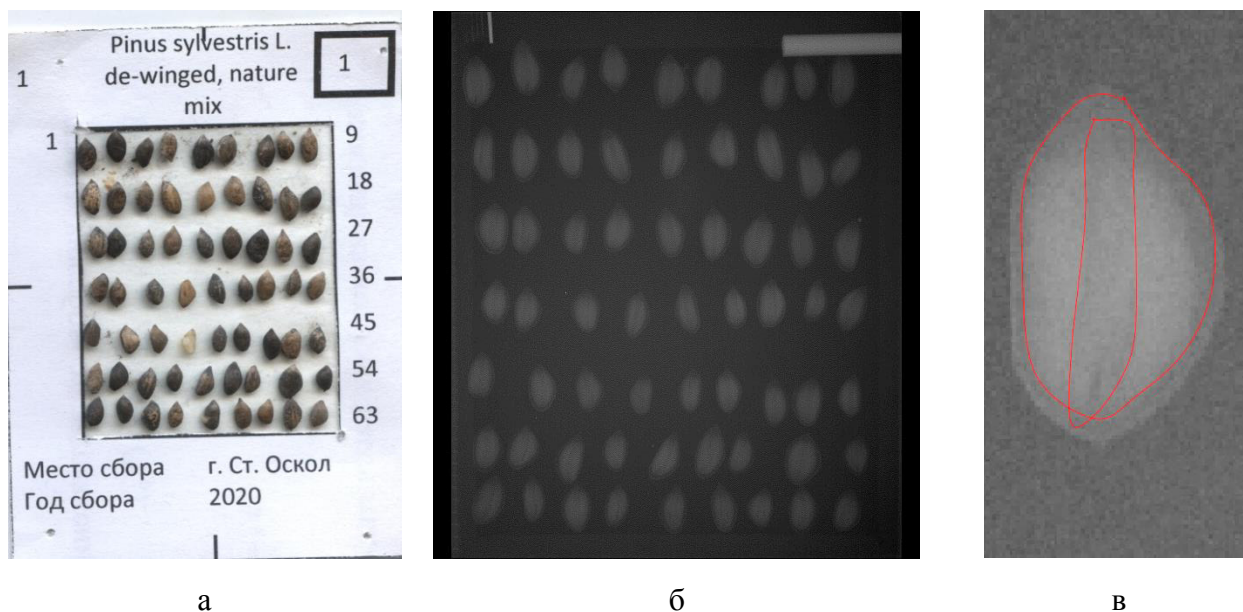 Pinus sylvestris L.
1 de-winged, nature 1
mix
1 9
18
27
36
45
54
63
Место сбора г. Ст. Оскол
Год сбора 2020
а б в